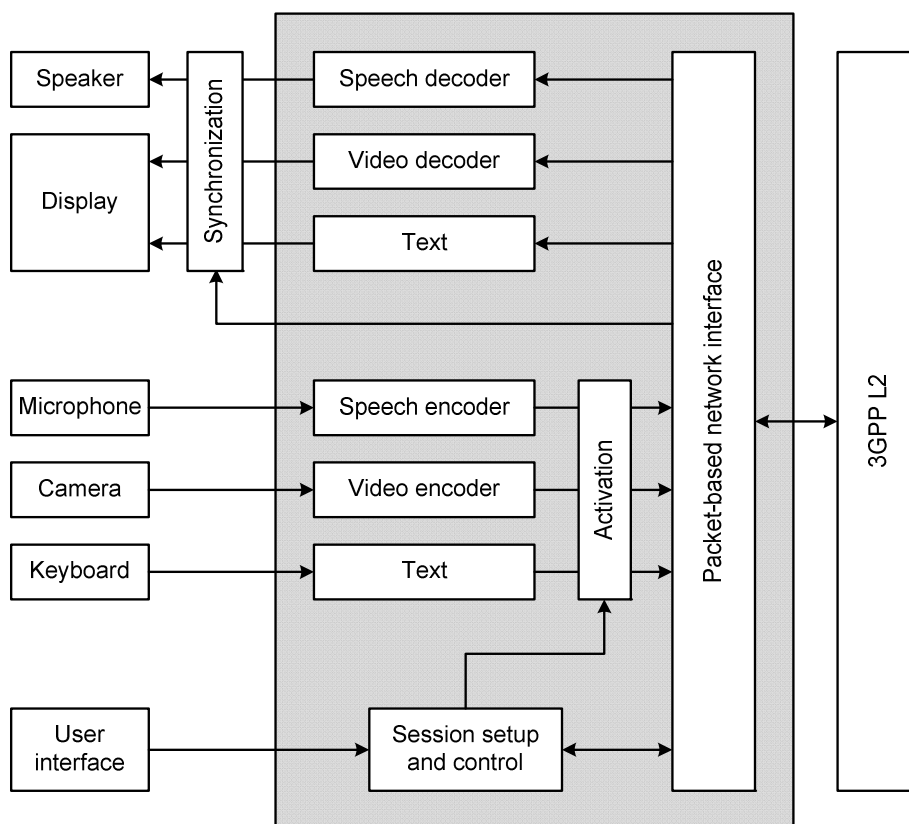 Speaker
Synchronization
Speech decoder
Display
Video decoder
Text
Packet-based network interface
3GPP L2
Microphone
Speech encoder
Activation
Camera
Video encoder
Keyboard
Text
User
interface
Session setup
and control